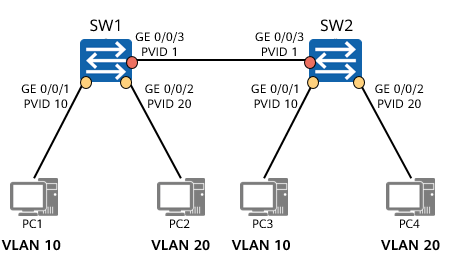 SW1
SW2
GE 0/0/3
PVID 1
GE 0/0/3
PVID 1
GE 0/0/1
PVID 10
GE 0/0/2
PVID 20
GE 0/0/1
PVID 10
GE 0/0/2
PVID 20
PC1
PC2
PC3
PC4
VLAN 10
VLAN 20
VLAN 10
VLAN 20